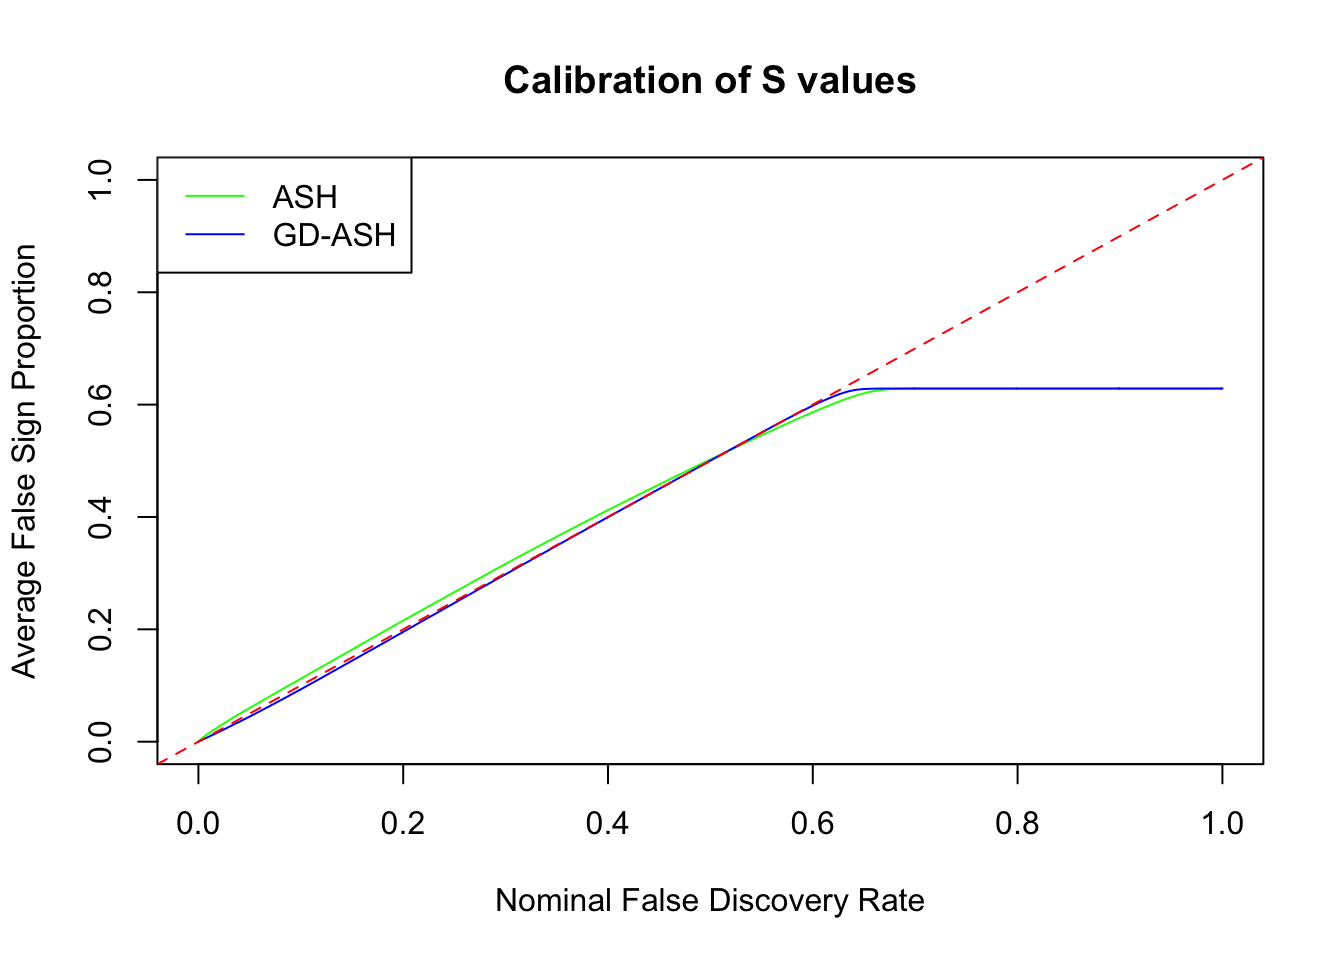 Calibration of S values
ASH
GD-ASH
Average False Sign Proportion
1.0
0.8
0.6
0.4
0.2
0.0
0.0 0.2 0.4 0.6 0.8 1.0
Nominal False Discovery Rate